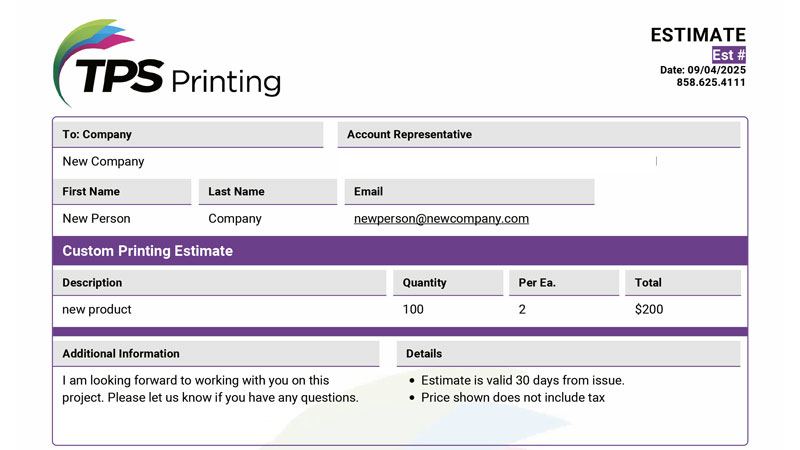 TPS Printing
ESTIMATE
Est #
Date: 09/04/2025
858.625.4111
To: Company
Account Representative
New Company
First Name
Last Name
Email
New Person
Company
newperson@newcompany.com
Custom Printing Estimate
Description
Quantity
Per Ea.
Total
new product
100
2
$200
Additional Information
Details
I am looking forward to working with you on this
project. Please let us know if you have any questions.
• Estimate is valid 30 days from issue.
• Price shown does not include tax